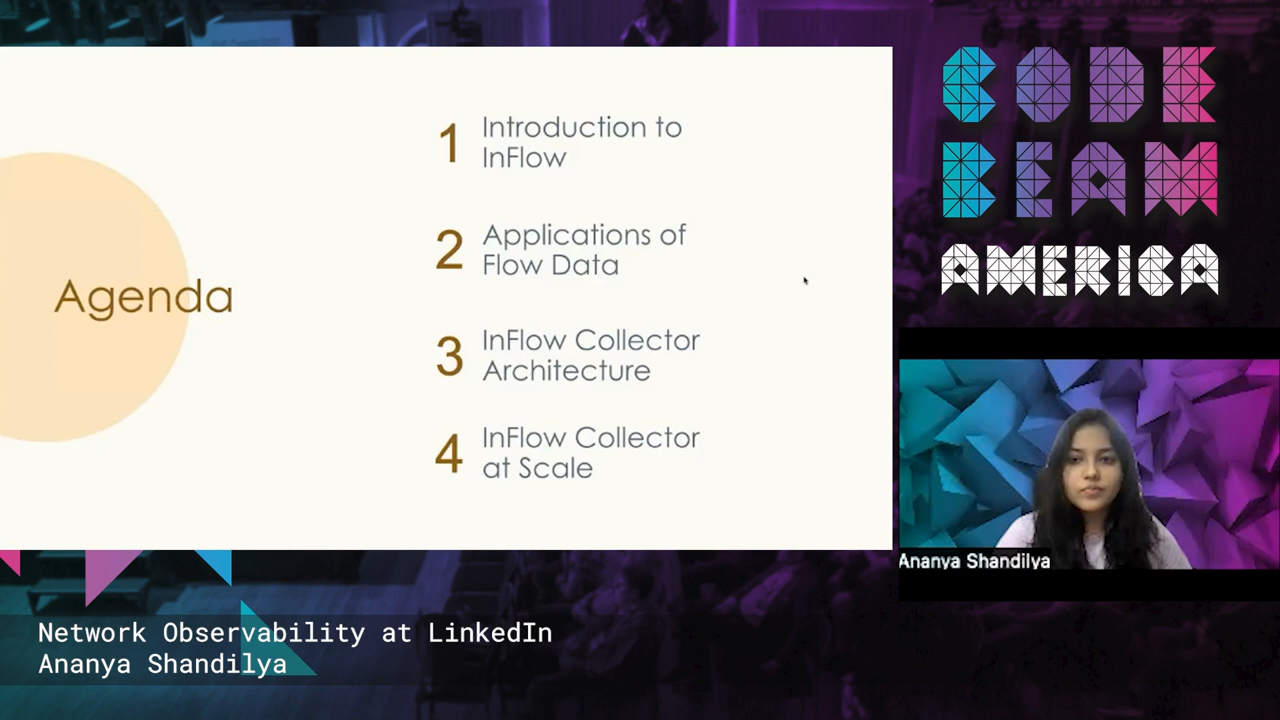 Agenda
1 Introduction to
InFlow
2 Applications of
Flow Data
3 InFlow Collector
Architecture
4 InFlow Collector
at Scale
CODE
BEAM
AMERICA
Ananya Shandilya
Network Observability at LinkedIn
Ananya Shandilya